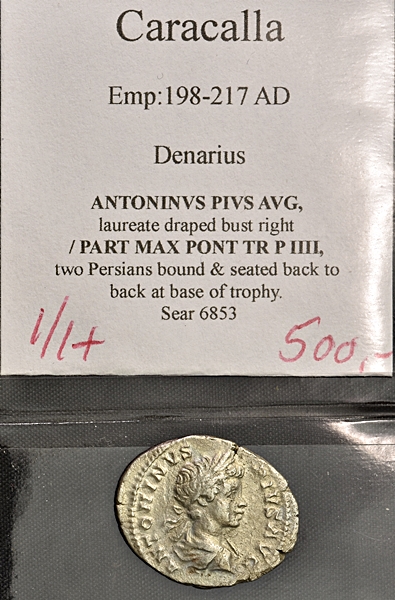 Caracalla
Emp:198-217 AD
Denarius
ANTONINVS PIVS AVG,
laureate draped bust right
/ PART MAX PONT TR P IIII,
two Persians bound & seated back to
back at base of trophy.
Sear 6853
1/1+
500,-
ANTONINVS
PIVS AVG